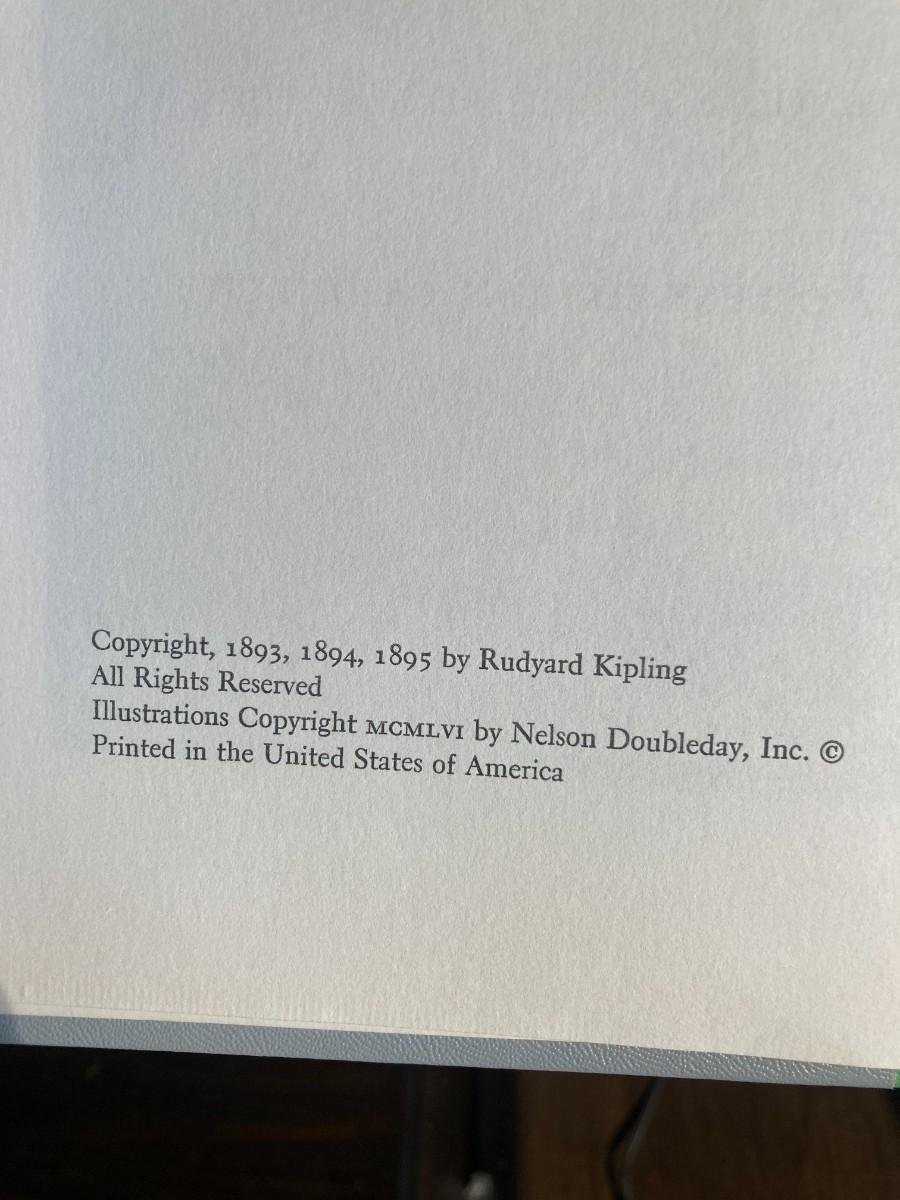 Copyright, 1893, 1894, 1895 by Rudyard Kipling
All Rights Reserved
Illustrations Copyright MCMLVI by Nelson Doubleday, Inc. ©
Printed in the United States of America